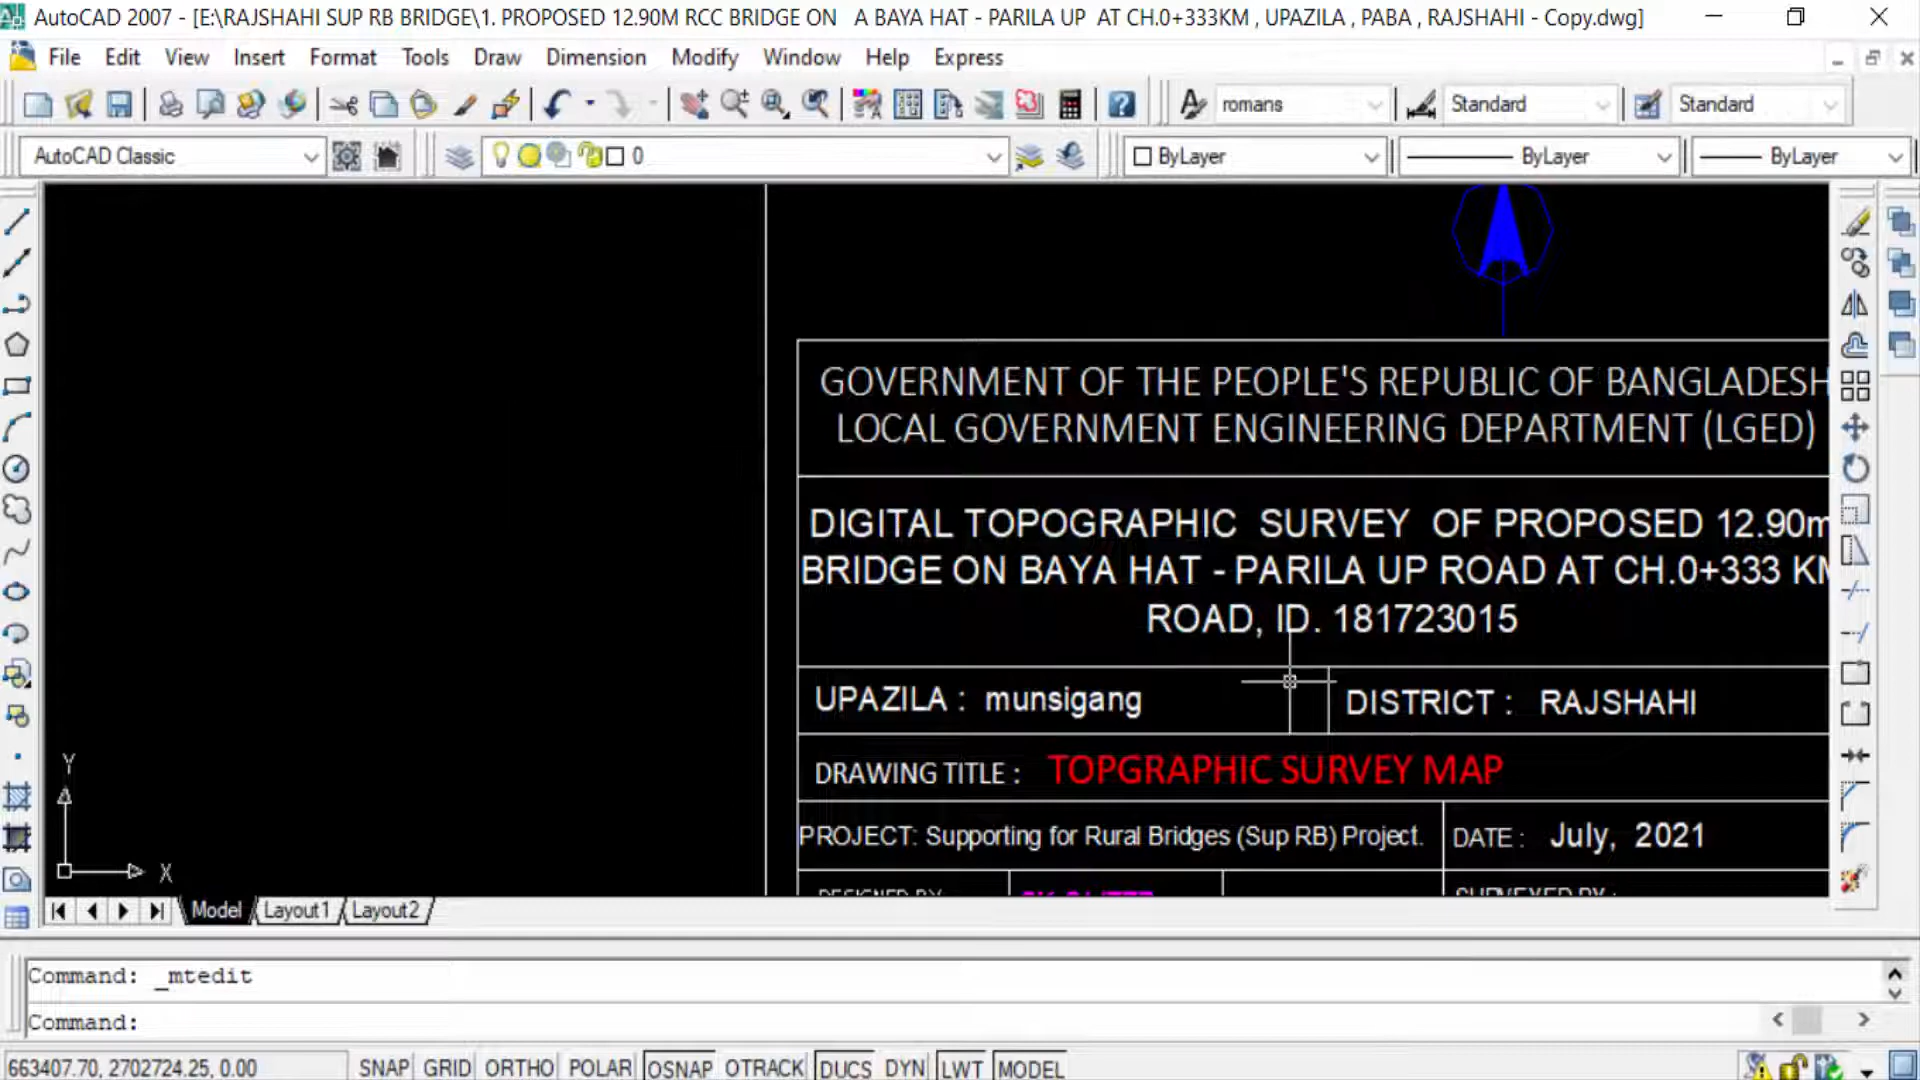 AutoCAD 2007 - [E:\RAJSHAHI SUP RB BRIDGE\1. PROPOSED 12.90M RCC BRIDGE ON   A BAYA HAT - PARILA UP  AT CH.0+333KM , UPAZILA , PABA , RAJSHAHI - Copy.dwg]
File Edit View Insert Format Tools Draw Dimension Modify Window Help Express
romans Standard Standard
AutoCAD Classic 0 ByLayer ByLayer ByLayer
GOVERNMENT OF THE PEOPLE'S REPUBLIC OF BANGLADESH
LOCAL GOVERNMENT ENGINEERING DEPARTMENT (LGED)
DIGITAL TOPOGRAPHIC  SURVEY  OF PROPOSED 12.90m
BRIDGE ON BAYA HAT - PARILA UP ROAD AT CH.0+333 KM
ROAD, ID. 181723015
UPAZILA :  munsigang DISTRICT :  RAJSHAHI
DRAWING TITLE :  TOPGRAPHIC SURVEY MAP
PROJECT: Supporting for Rural Bridges (Sup RB) Project. DATE :  July,  2021
Y
X
Model Layout1 Layout2
Command:  _mtedit
Command:
663407.70, 2702724.25, 0.00 SNAP GRID ORTHO POLAR OSNAP OTRACK DUCS DYN LWT MODEL